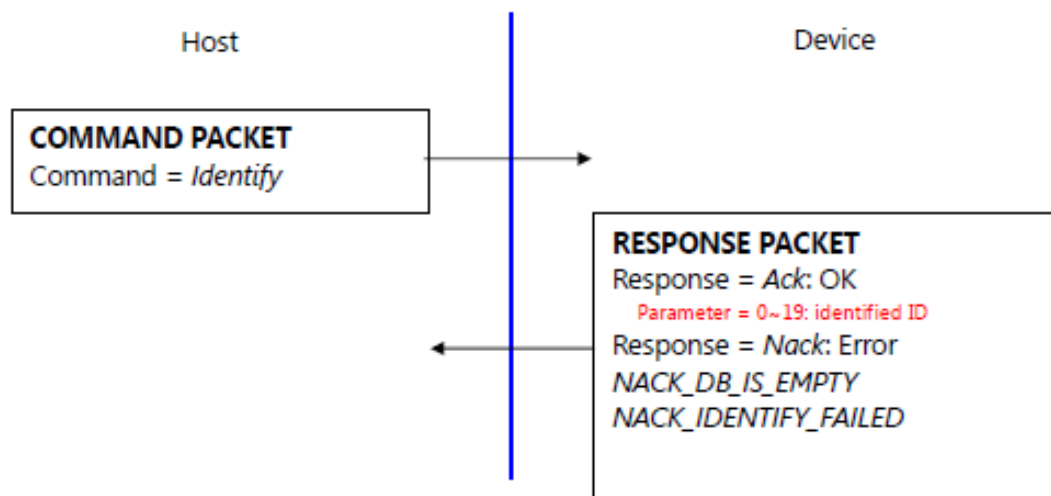 Host
Device
COMMAND PACKET
Command = Identify
RESPONSE PACKET
Response = Ack: OK
Parameter = 0~19: identified ID
Response = Nack: Error
NACK_DB_IS_EMPTY
NACK_IDENTIFY_FAILED